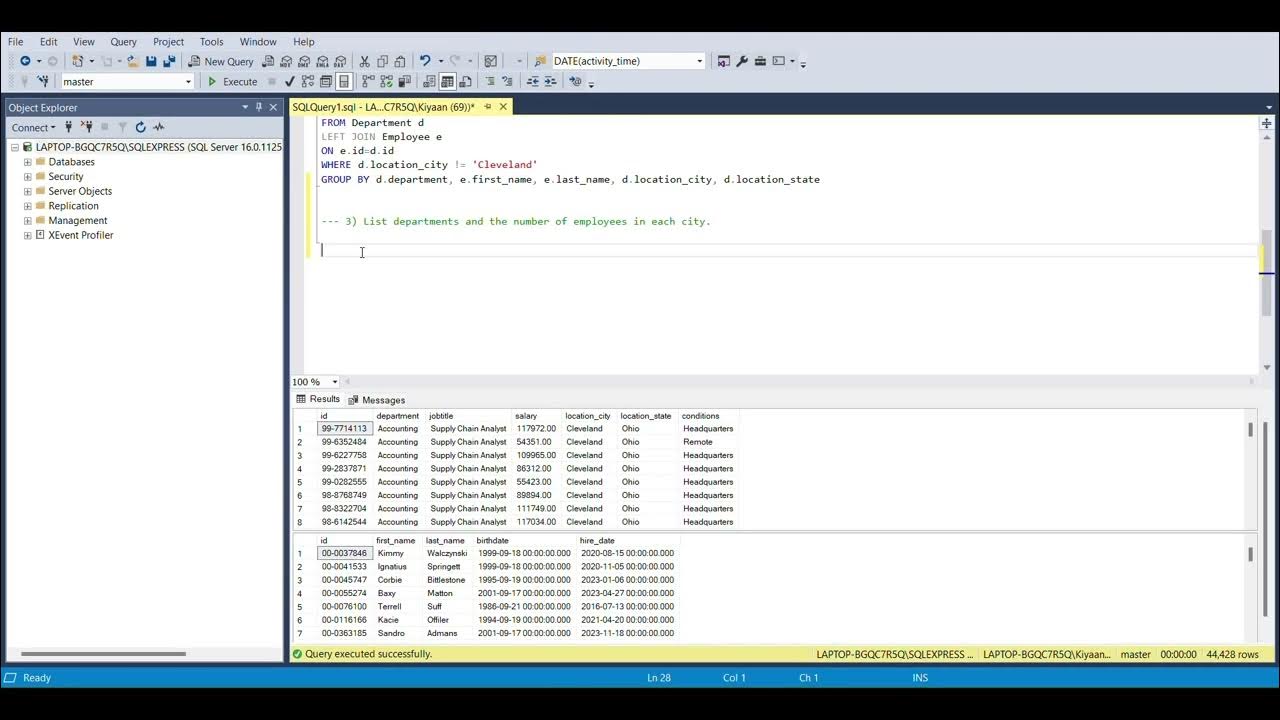 File Edit View Query Project Tools Window Help
New Query DATE(activity_time)
master Execute
Object Explorer
Connect
LAPTOP-BGQC7R5Q\SQLEXPRESS (SQL Server 16.0.1125
Databases
Security
Server Objects
Replication
Management
XEvent Profiler
SQLQuery1.sql - LA...C7R5Q\Kiyaan (69))*
FROM Department d
LEFT JOIN Employee e
ON e.id=d.id
WHERE d.location_city != 'Cleveland'
GROUP BY d.department, e.first_name, e.last_name, d.location_city, d.location_state
--- 3) List departments and the number of employees in each city.
100 %
Results Messages
id department jobtitle salary location_city location_state conditions
1 99-7714113 Accounting Supply Chain Analyst 117972.00 Cleveland Ohio Headquarters
2 99-6352484 Accounting Supply Chain Analyst 54351.00 Cleveland Ohio Remote
3 99-6227758 Accounting Supply Chain Analyst 109965.00 Cleveland Ohio Headquarters
4 99-2837871 Accounting Supply Chain Analyst 86312.00 Cleveland Ohio Headquarters
5 99-0282555 Accounting Supply Chain Analyst 55423.00 Cleveland Ohio Headquarters
6 98-8768749 Accounting Supply Chain Analyst 89894.00 Cleveland Ohio Headquarters
7 98-8322704 Accounting Supply Chain Analyst 111749.00 Cleveland Ohio Headquarters
8 98-6142544 Accounting Supply Chain Analyst 117034.00 Cleveland Ohio Headquarters
id first_name last_name birthdate hire_date
1 00-0037846 Kimmy Walczynski 1999-09-18 00:00:00.000 2020-08-15 00:00:00.000
2 00-0041533 Ignatius Springett 1999-09-18 00:00:00.000 2020-11-05 00:00:00.000
3 00-0045747 Corbie Bittlestone 1995-09-19 00:00:00.000 2023-01-06 00:00:00.000
4 00-0055274 Baxy Matton 2001-09-17 00:00:00.000 2023-04-27 00:00:00.000
5 00-0076100 Terrell Suff 1986-09-21 00:00:00.000 2016-07-13 00:00:00.000
6 00-0116166 Kacie Offiler 1994-09-19 00:00:00.000 2021-04-20 00:00:00.000
7 00-0363185 Sandro Admans 2001-09-17 00:00:00.000 2023-11-18 00:00:00.000
Query executed successfully. LAPTOP-BGQC7R5Q\SQLEXPRESS ... LAPTOP-BGQC7R5Q\Kiyaan... master 00:00:00 44,428 rows
Ready Ln 28 Col 1 Ch 1 INS